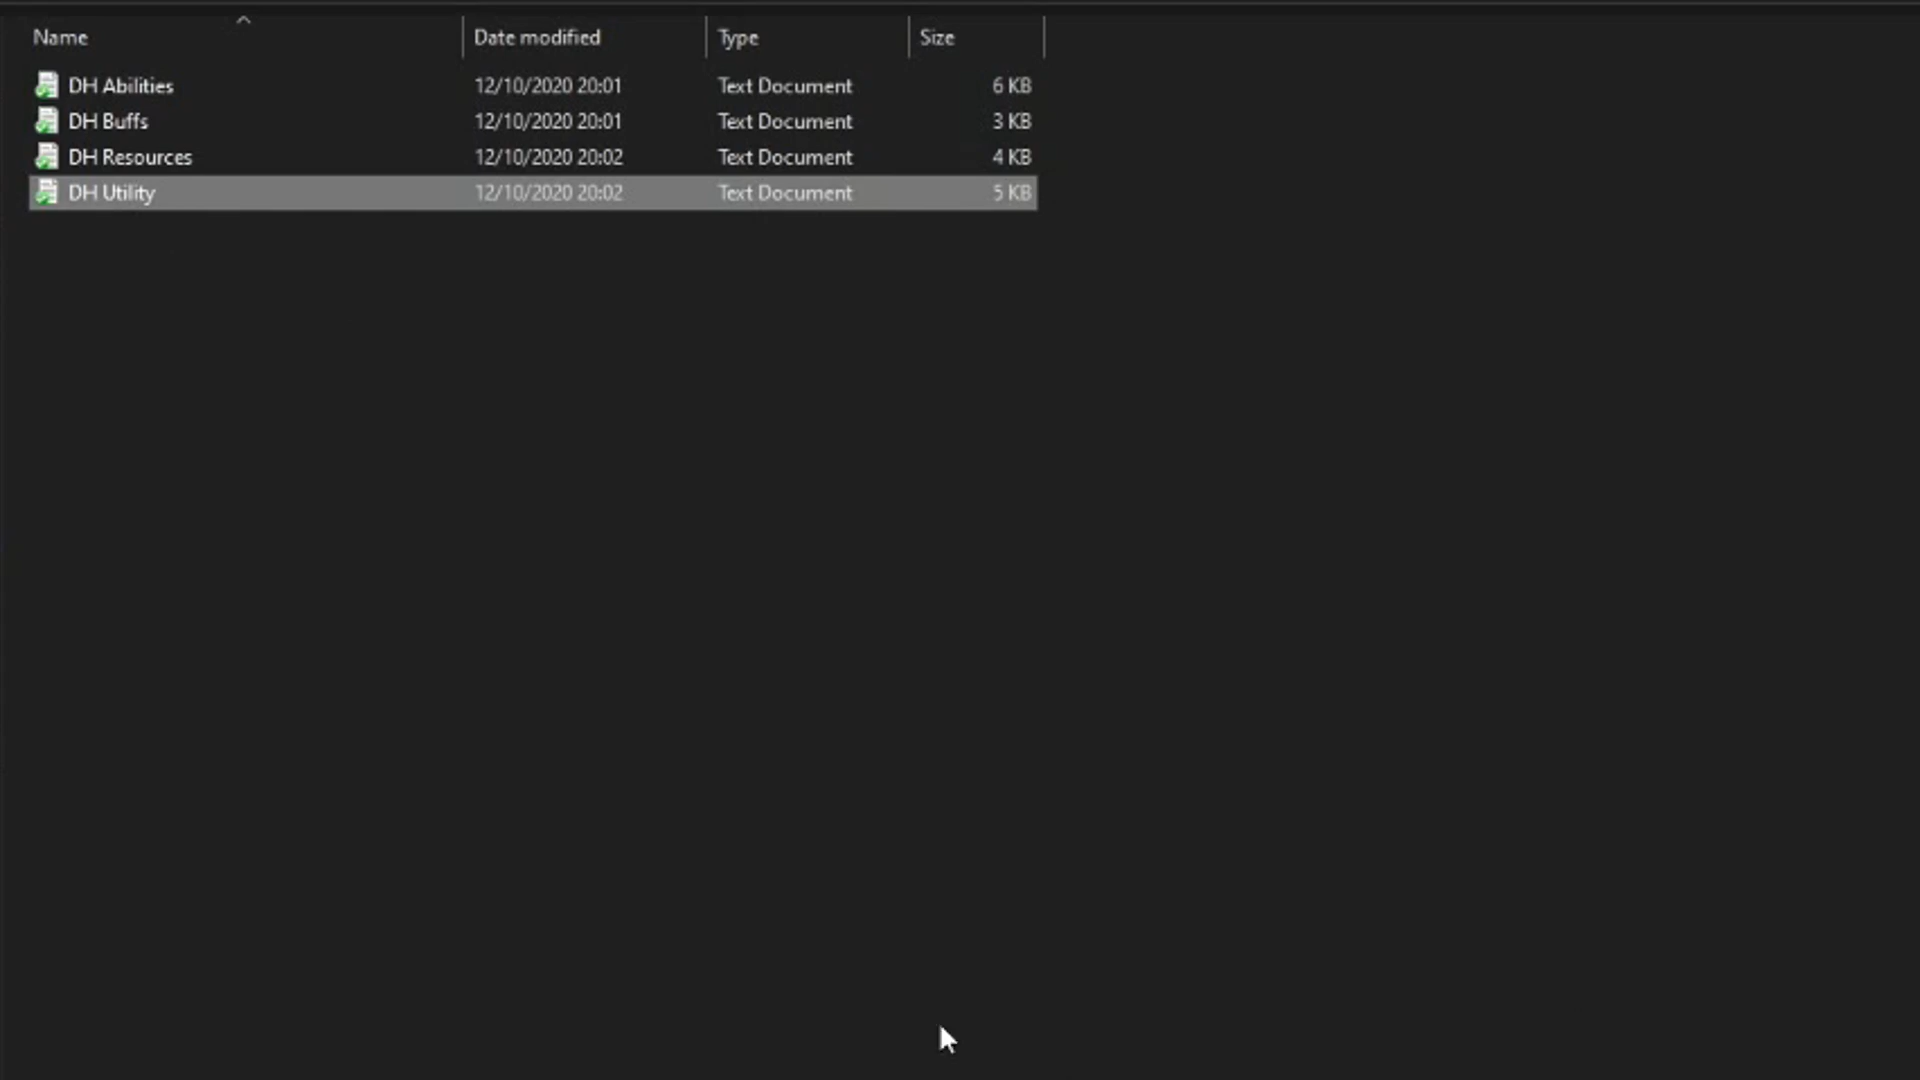 Name Date modified Type Size
DH Abilities 12/10/2020 20:01 Text Document 6 KB
DH Buffs 12/10/2020 20:01 Text Document 3 KB
DH Resources 12/10/2020 20:02 Text Document 4 KB
DH Utility 12/10/2020 20:02 Text Document 5 KB